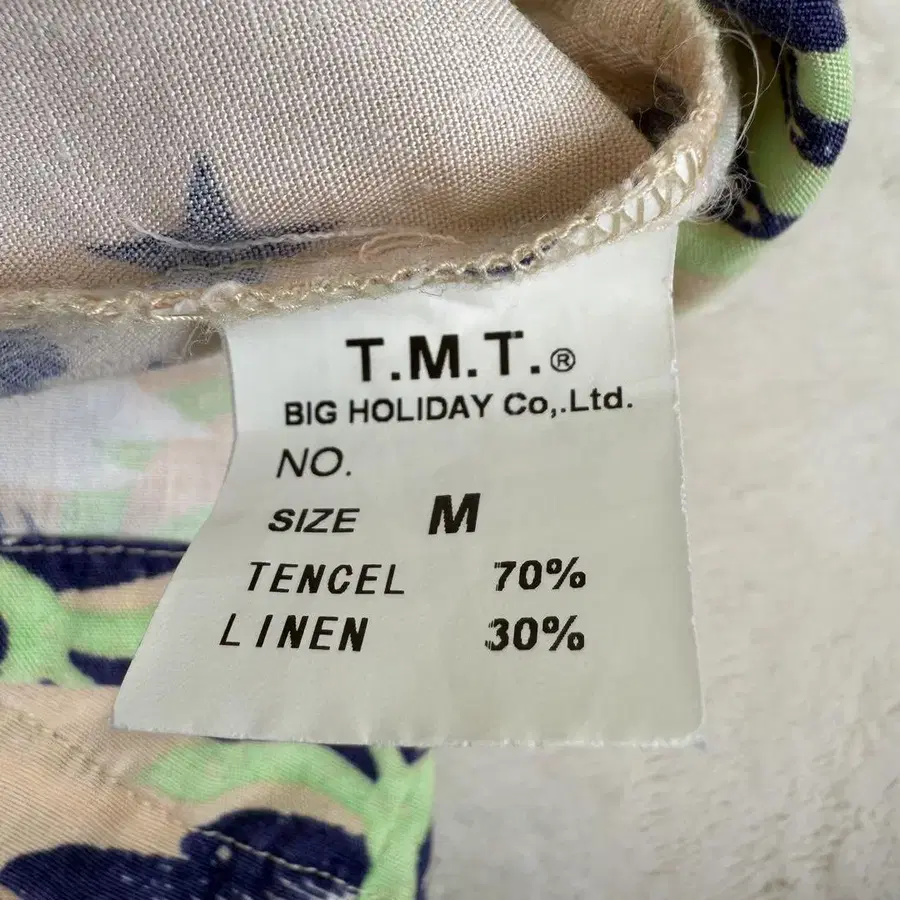 T.M.T.®
BIG HOLIDAY Co,.Ltd.
NO.
SIZE M
TENCEL 70%
LINEN 30%